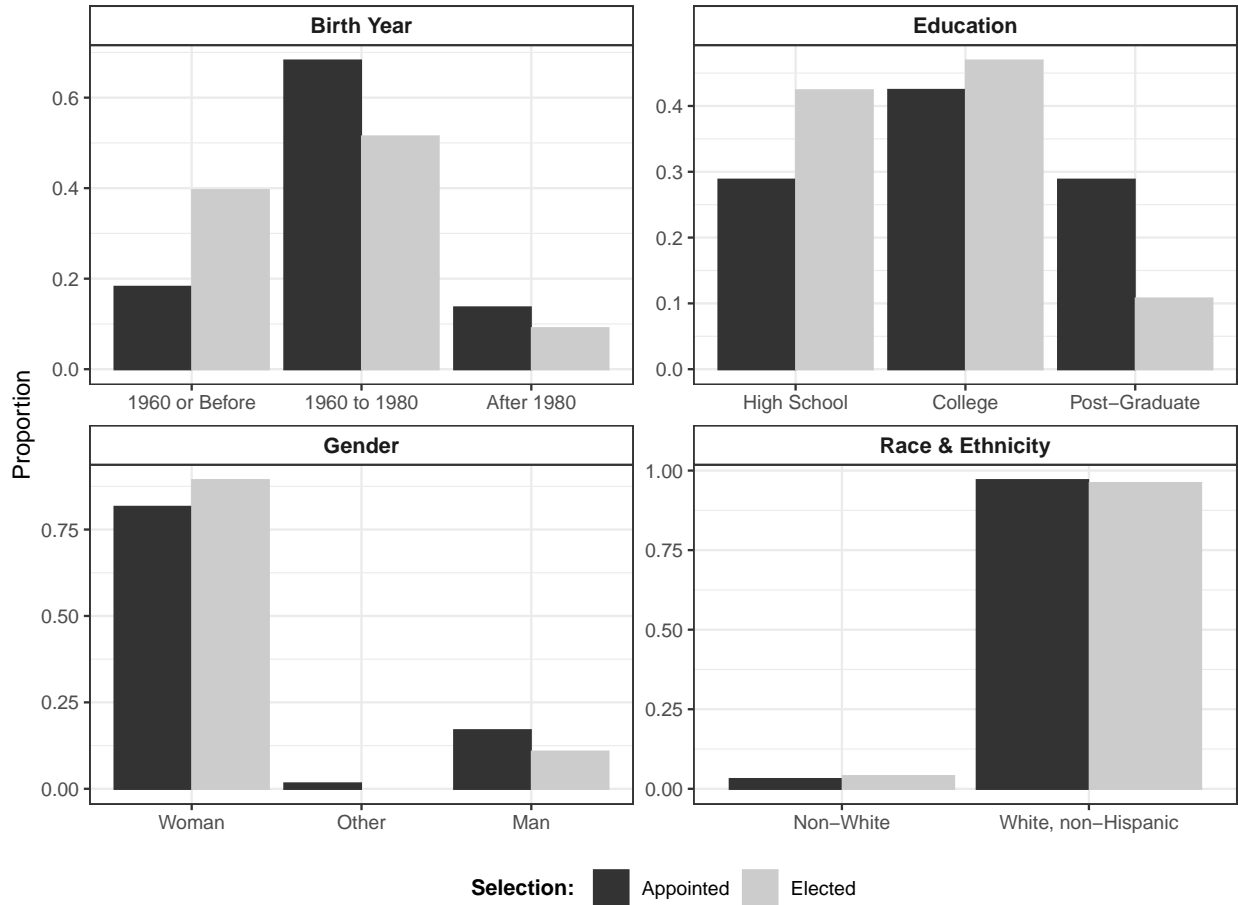 Birth Year
Education
0.6
0.4
0.2
0.0
0.4
0.3
0.2
0.1
0.0
1960 or Before
1960 to 1980
After 1980
High School
College
Post−Graduate
Proportion
Gender
Race & Ethnicity
0.75
0.50
0.25
0.00
1.00
0.75
0.50
0.25
0.00
Woman
Other
Man
Non−White
White, non−Hispanic
Selection:
Appointed
Elected